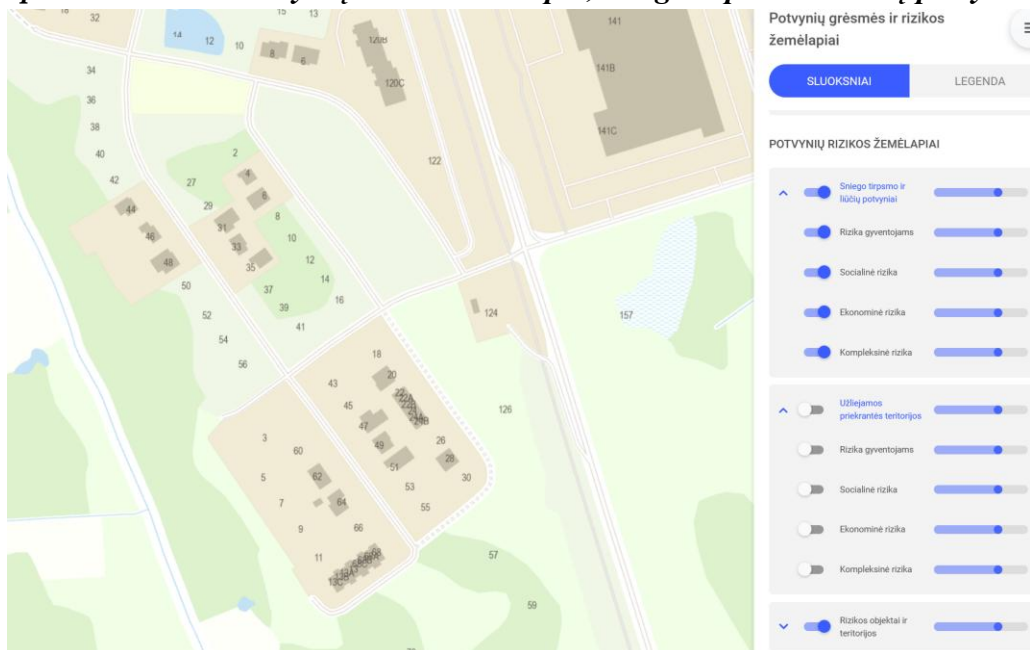 Potvynių grėsmės ir rizikos
žemėlapiai
SLUOKSNIAI
LEGENDA
POTVYNIŲ RIZIKOS ŽEMĖLAPIAI
Sniego tirpsmo ir
liūčių potvyniai
Rizika gyventojams
Socialinė rizika
Ekonominė rizika
Kompleksinė rizika
Užliejamos
priekrantės teritorijos
Rizika gyventojams
Socialinė rizika
Ekonominė rizika
Kompleksinė rizika
Rizikos objektai ir
teritorijos
32
14
12
10
15
13
8
6
120B
120C
141
141B
141C
34
36
38
40
42
2
4
6
122
27
29
8
44
46
48
31
33
35
10
12
14
16
50
37
39
41
52
54
56
124
157
18
20
43
45
22
22A
22B
47
49
51
26
28
126
3
60
5
62
53
30
7
64
55
9
66
11
57
59